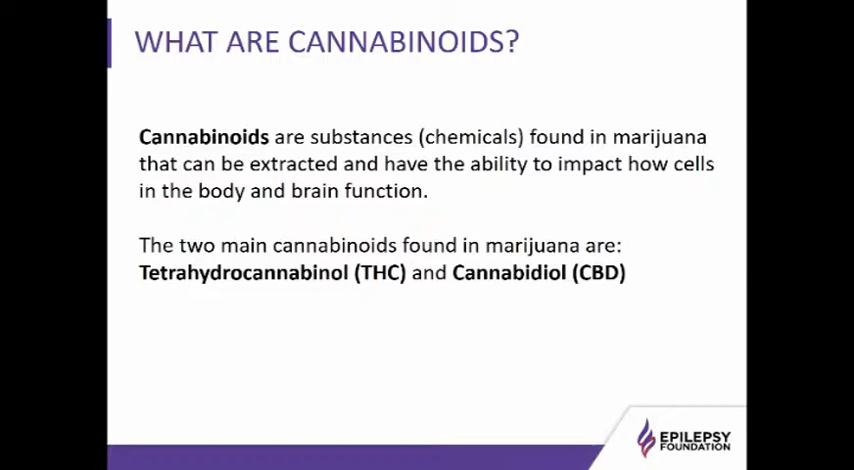 WHAT ARE CANNABINOIDS?
Cannabinoids are substances (chemicals) found in marijuana
that can be extracted and have the ability to impact how cells
in the body and brain function.
The two main cannabinoids found in marijuana are:
Tetrahydrocannabinol (THC) and Cannabidiol (CBD)
EPILEPSY
FOUNDATION